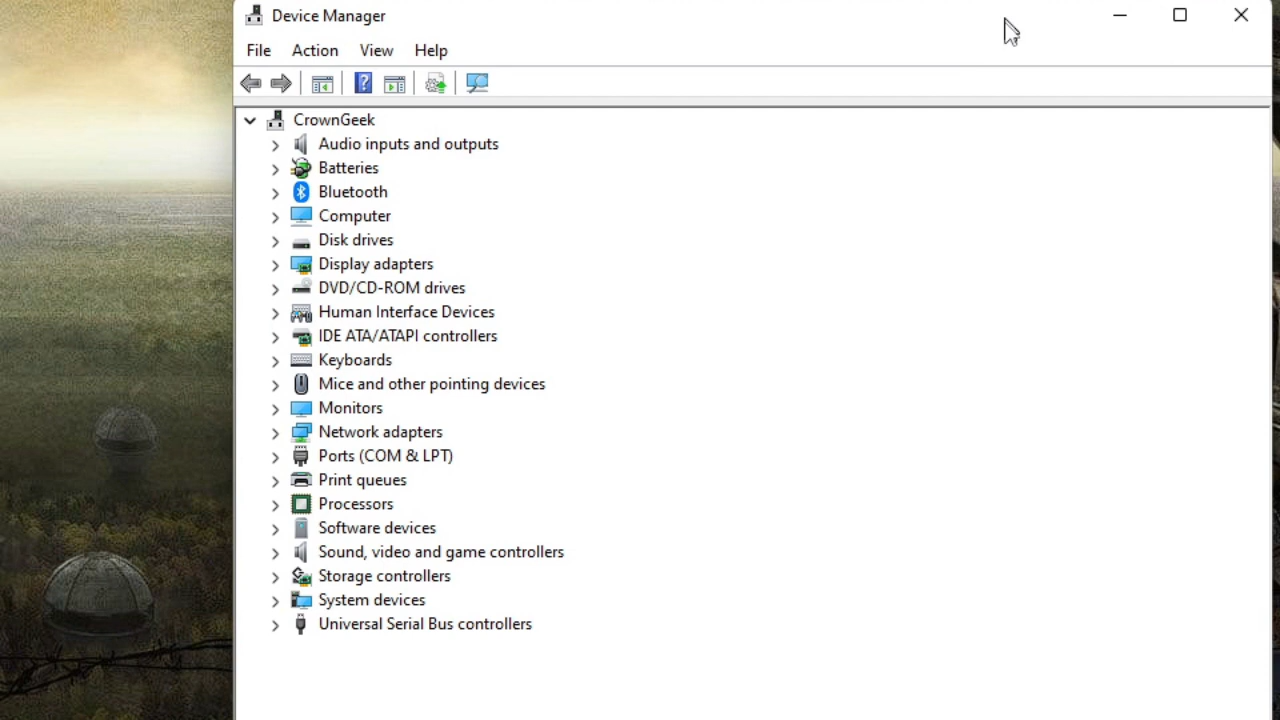 Device Manager
File Action View Help
CrownGeek
Audio inputs and outputs
Batteries
Bluetooth
Computer
Disk drives
Display adapters
DVD/CD-ROM drives
Human Interface Devices
IDE ATA/ATAPI controllers
Keyboards
Mice and other pointing devices
Monitors
Network adapters
Ports (COM & LPT)
Print queues
Processors
Software devices
Sound, video and game controllers
Storage controllers
System devices
Universal Serial Bus controllers